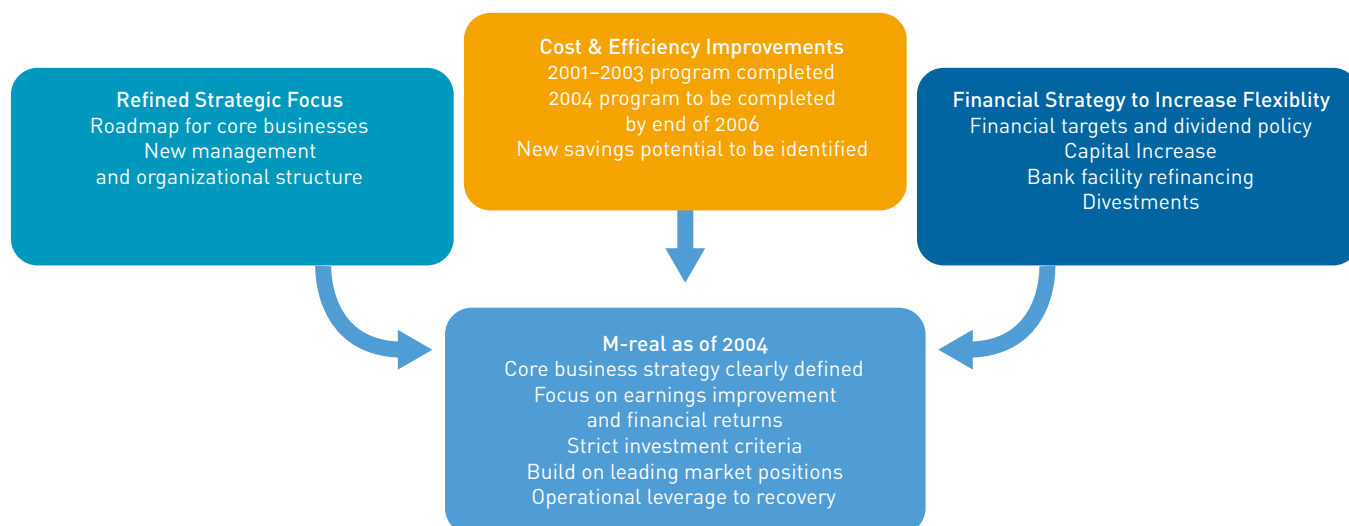 Refined Strategic Focus
Roadmap for core businesses
New management
and organizational structure
Cost & Efficiency Improvements
2001–2003 program completed
2004 program to be completed
by end of 2006
New savings potential to be identified
Financial Strategy to Increase Flexiblity
Financial targets and dividend policy
Capital Increase
Bank facility refinancing
Divestments
M-real as of 2004
Core business strategy clearly defined
Focus on earnings improvement
and financial returns
Strict investment criteria
Build on leading market positions
Operational leverage to recovery